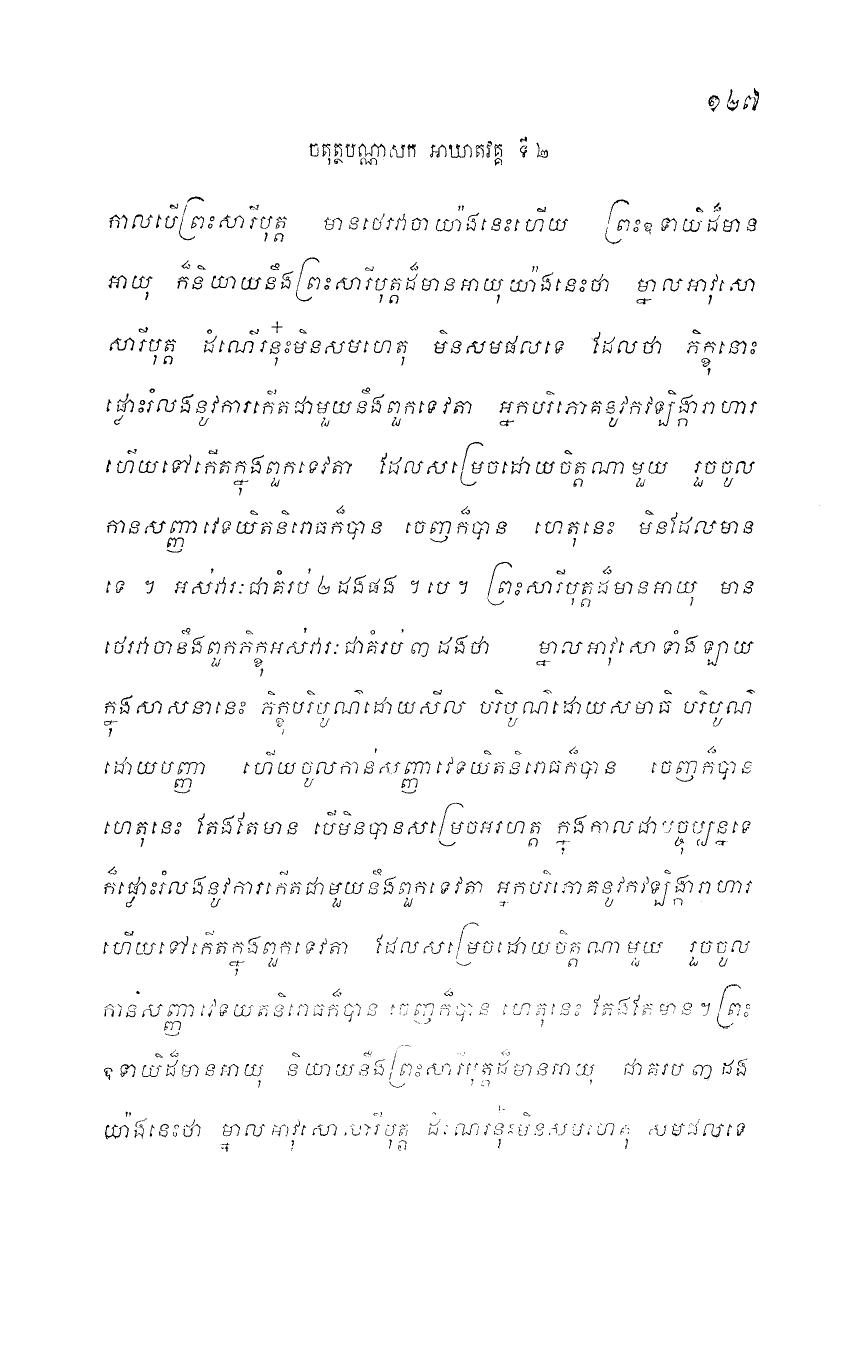 ១២៧
ចតុត្ថបណ្ណាសក អាឃាតវគ្គ ទី ២
កាលបើព្រះសារីបុត្ត មានថេរវាចាយ៉ាងនេះហើយ ព្រះឧទាយិដ៏មាន
អាយុ ក៏និយាយនឹងព្រះសារីបុត្តដ៏មានអាយុយ៉ាងនេះថា ម្នាលអាវុសោ
សារីបុត្ត ដំណើរនុ៎ះមិនសមហេតុ មិនសមផលទេ ដែលថា ភិក្ខុនោះ
ផ្លោះរំលងនូវការកើតជាមួយនឹងពួកទេវតា អ្នកបរិភោគនូវកវឡិង្ការាហារ
ហើយទៅកើតក្នុងពួកទេវតា ដែលសម្រេចដោយចិត្តណាមួយ រួចចូល
កានសញ្ញាវេទយិតនិរោធក៏បាន ចេញក៏បាន ហេតុនេះ មិនដែលមាន
ទេ ។ អស់វារៈជាគំរប់ ២ ដងផង ។ បេ ។ ព្រះសារីបុត្តដ៏មានអាយុ មាន
ថេរវាចានឹងពួកភិក្ខុអស់វារៈជាគំរប់ ៣ ដងថា ម្នាលអាវុសោទាំងឡាយ
ក្នុងសាសនានេះ ភិក្ខុបរិបូណ៌ដោយសីល បរិបូណ៌ដោយសមាធិ បរិបូណ៌
ដោយបញ្ញា ហើយចូលកាន់សញ្ញាវេទយិតនិរោធក៏បាន ចេញក៏បាន
ហេតុនេះ តែងតែមាន បើមិនបានសម្រេចអរហត្ត ក្នុងកាលជាបច្ចុប្បន្នទេ
ក៏ផ្លោះរំលងនូវការកើតជាមួយនឹងពួកទេវតា អ្នកបរិភោគនូវកវឡិង្ការាហារ
ហើយទៅកើតក្នុងពួកទេវតា ដែលសម្រេចដោយចិត្តណាមួយ រួចចូល
កាន់សញ្ញាវេទយិតនិរោធក៏បាន ចេញក៏បាន ហេតុនេះ តែងតែមាន ។ ព្រះ
ឧទាយិដ៏មានអាយុ និយាយនឹងព្រះសារីបុត្តដ៏មានអាយុ ជាគំរប់ ៣ ដង
យ៉ាងនេះថា ម្នាលអាវុសោសារីបុត្ត ដំណើរនុ៎ះមិនសមហេតុ សមផលទេ